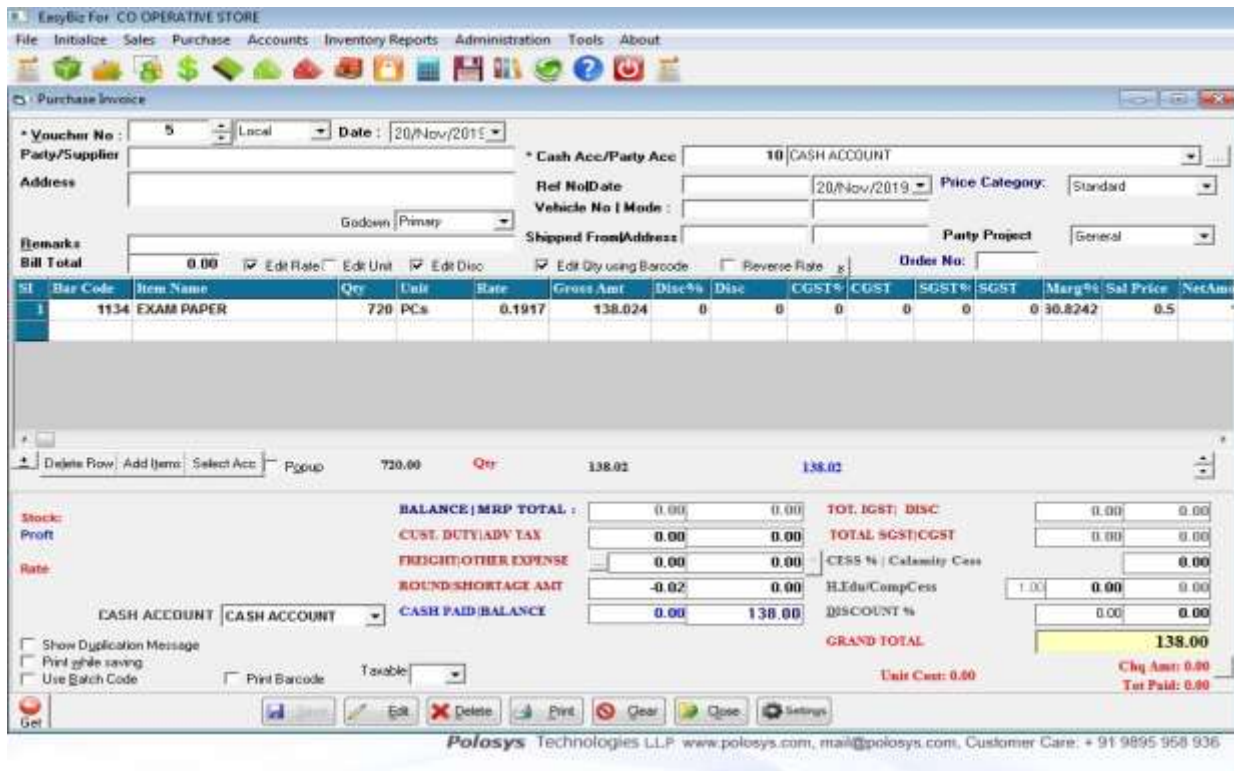 EasyBiz For CO OPERATIVE STORE
File Initialize Sales Purchase Accounts Inventory Reports Administration Tools About
Purchase Invoice
* Voucher No : 5 Local Date : 20/Nov/2019
Party/Supplier * Cash Acc/Party Acc 10 CASH ACCOUNT ...
Address Ref No|Date 20/Nov/2019 Price Category: Standard
Vehicle No | Mode :
Godown Primary
Shipped From|Address Party Project General
Remarks
Bill Total 0.00 Edit Rate Edit Unit Edit Disc Edit Qty using Barcode Reverse Rate Order No:
Sl Bar Code Item Name Qty Unit Rate Gross Amt Disc% Disc CGST% CGST SGST% SGST Marg% Sal Price NetAmo
1 1134 EXAM PAPER 720 PCs 0.1917 138.024 0 0 0 0 0 0 30.8242 0.5
Delete Row Add Items Select Acc Popup 720.00 Qty 138.02 138.02
BALANCE | MRP TOTAL : 0.00 0.00 TOT. IGST| DISC 0.00 0.00
Stock:
Profit CUST. DUTY|ADV TAX 0.00 0.00 TOTAL SGST|CGST 0.00 0.00
FREIGHT|OTHER EXPENSE ... 0.00 0.00 CESS % | Calamity Cess 0.00
Rate
ROUND|SHORTAGE AMT -0.02 0.00 H.Edu/CompCess 1.00 0.00 0.00
CASH ACCOUNT CASH ACCOUNT CASH PAID|BALANCE 0.00 138.00 DISCOUNT % 0.00 0.00
Show Duplication Message GRAND TOTAL 138.00
Print while saving
Use Batch Code Print Barcode Taxable Unit Cost: 0.00 Chq Amt: 0.00
Tot Paid: 0.00
Get Save Edit Delete Print Clear Close Settings
Polosys Technologies LLP www.polosys.com, mail@polosys.com, Customer Care: + 91 9895 958 936